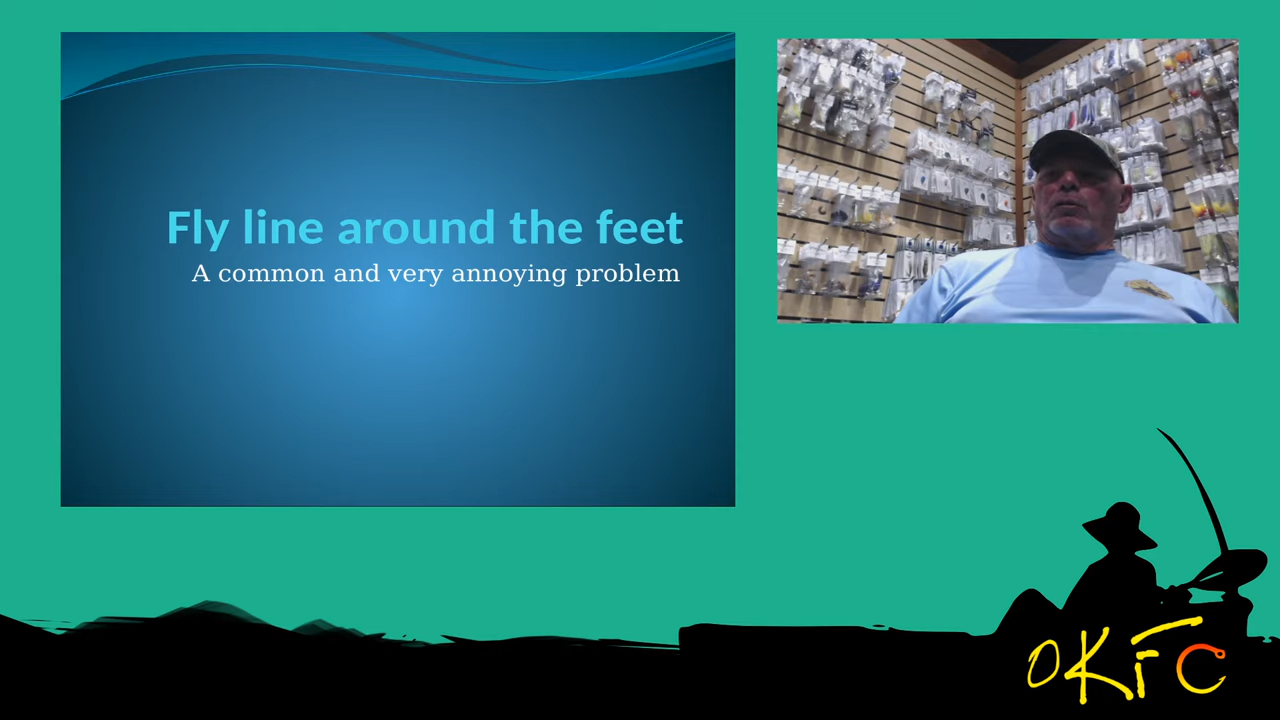 Fly line around the feet
A common and very annoying problem
OKFC